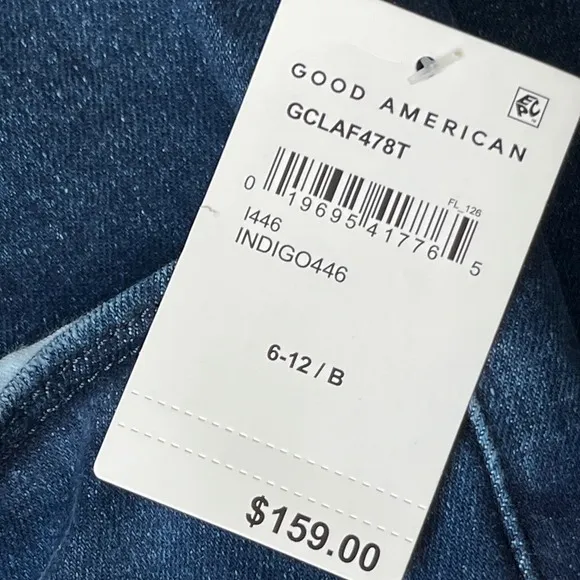 GOOD AMERICAN
GCLAF478T
FL_126
0 19695 41776 5
I446
INDIGO446
6-12 / B
$159.00